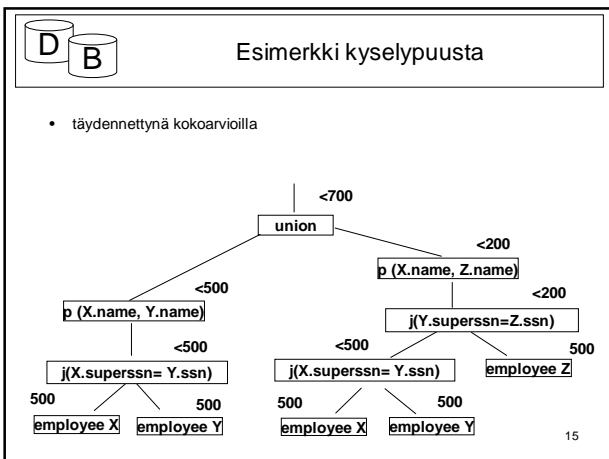 D B
Esimerkki kyselypuusta
• täydennettynä kokoarvioilla
<700
union
<200
p (X.name, Z.name)
<500
p (X.name, Y.name)
<200
j(Y.superssn=Z.ssn)
<500
j(X.superssn= Y.ssn)
<500
j(X.superssn= Y.ssn)
500
employee Z
500
employee X
500
employee Y
500
employee X
500
employee Y
15